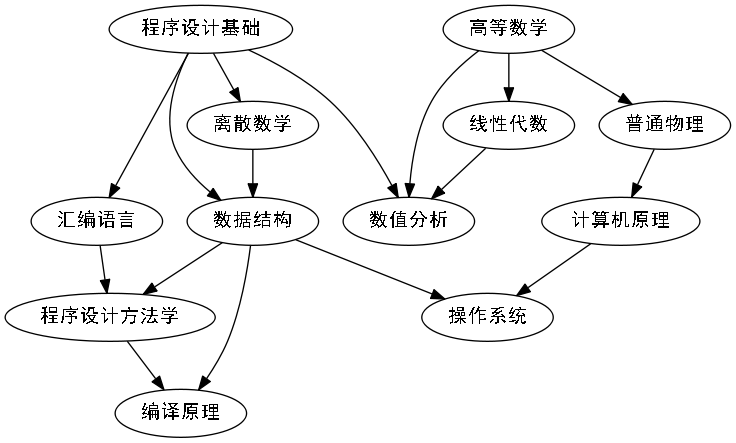 程序设计基础
高等数学
离散数学
线性代数
普通物理
汇编语言
数据结构
数值分析
计算机原理
程序设计方法学
操作系统
编译原理